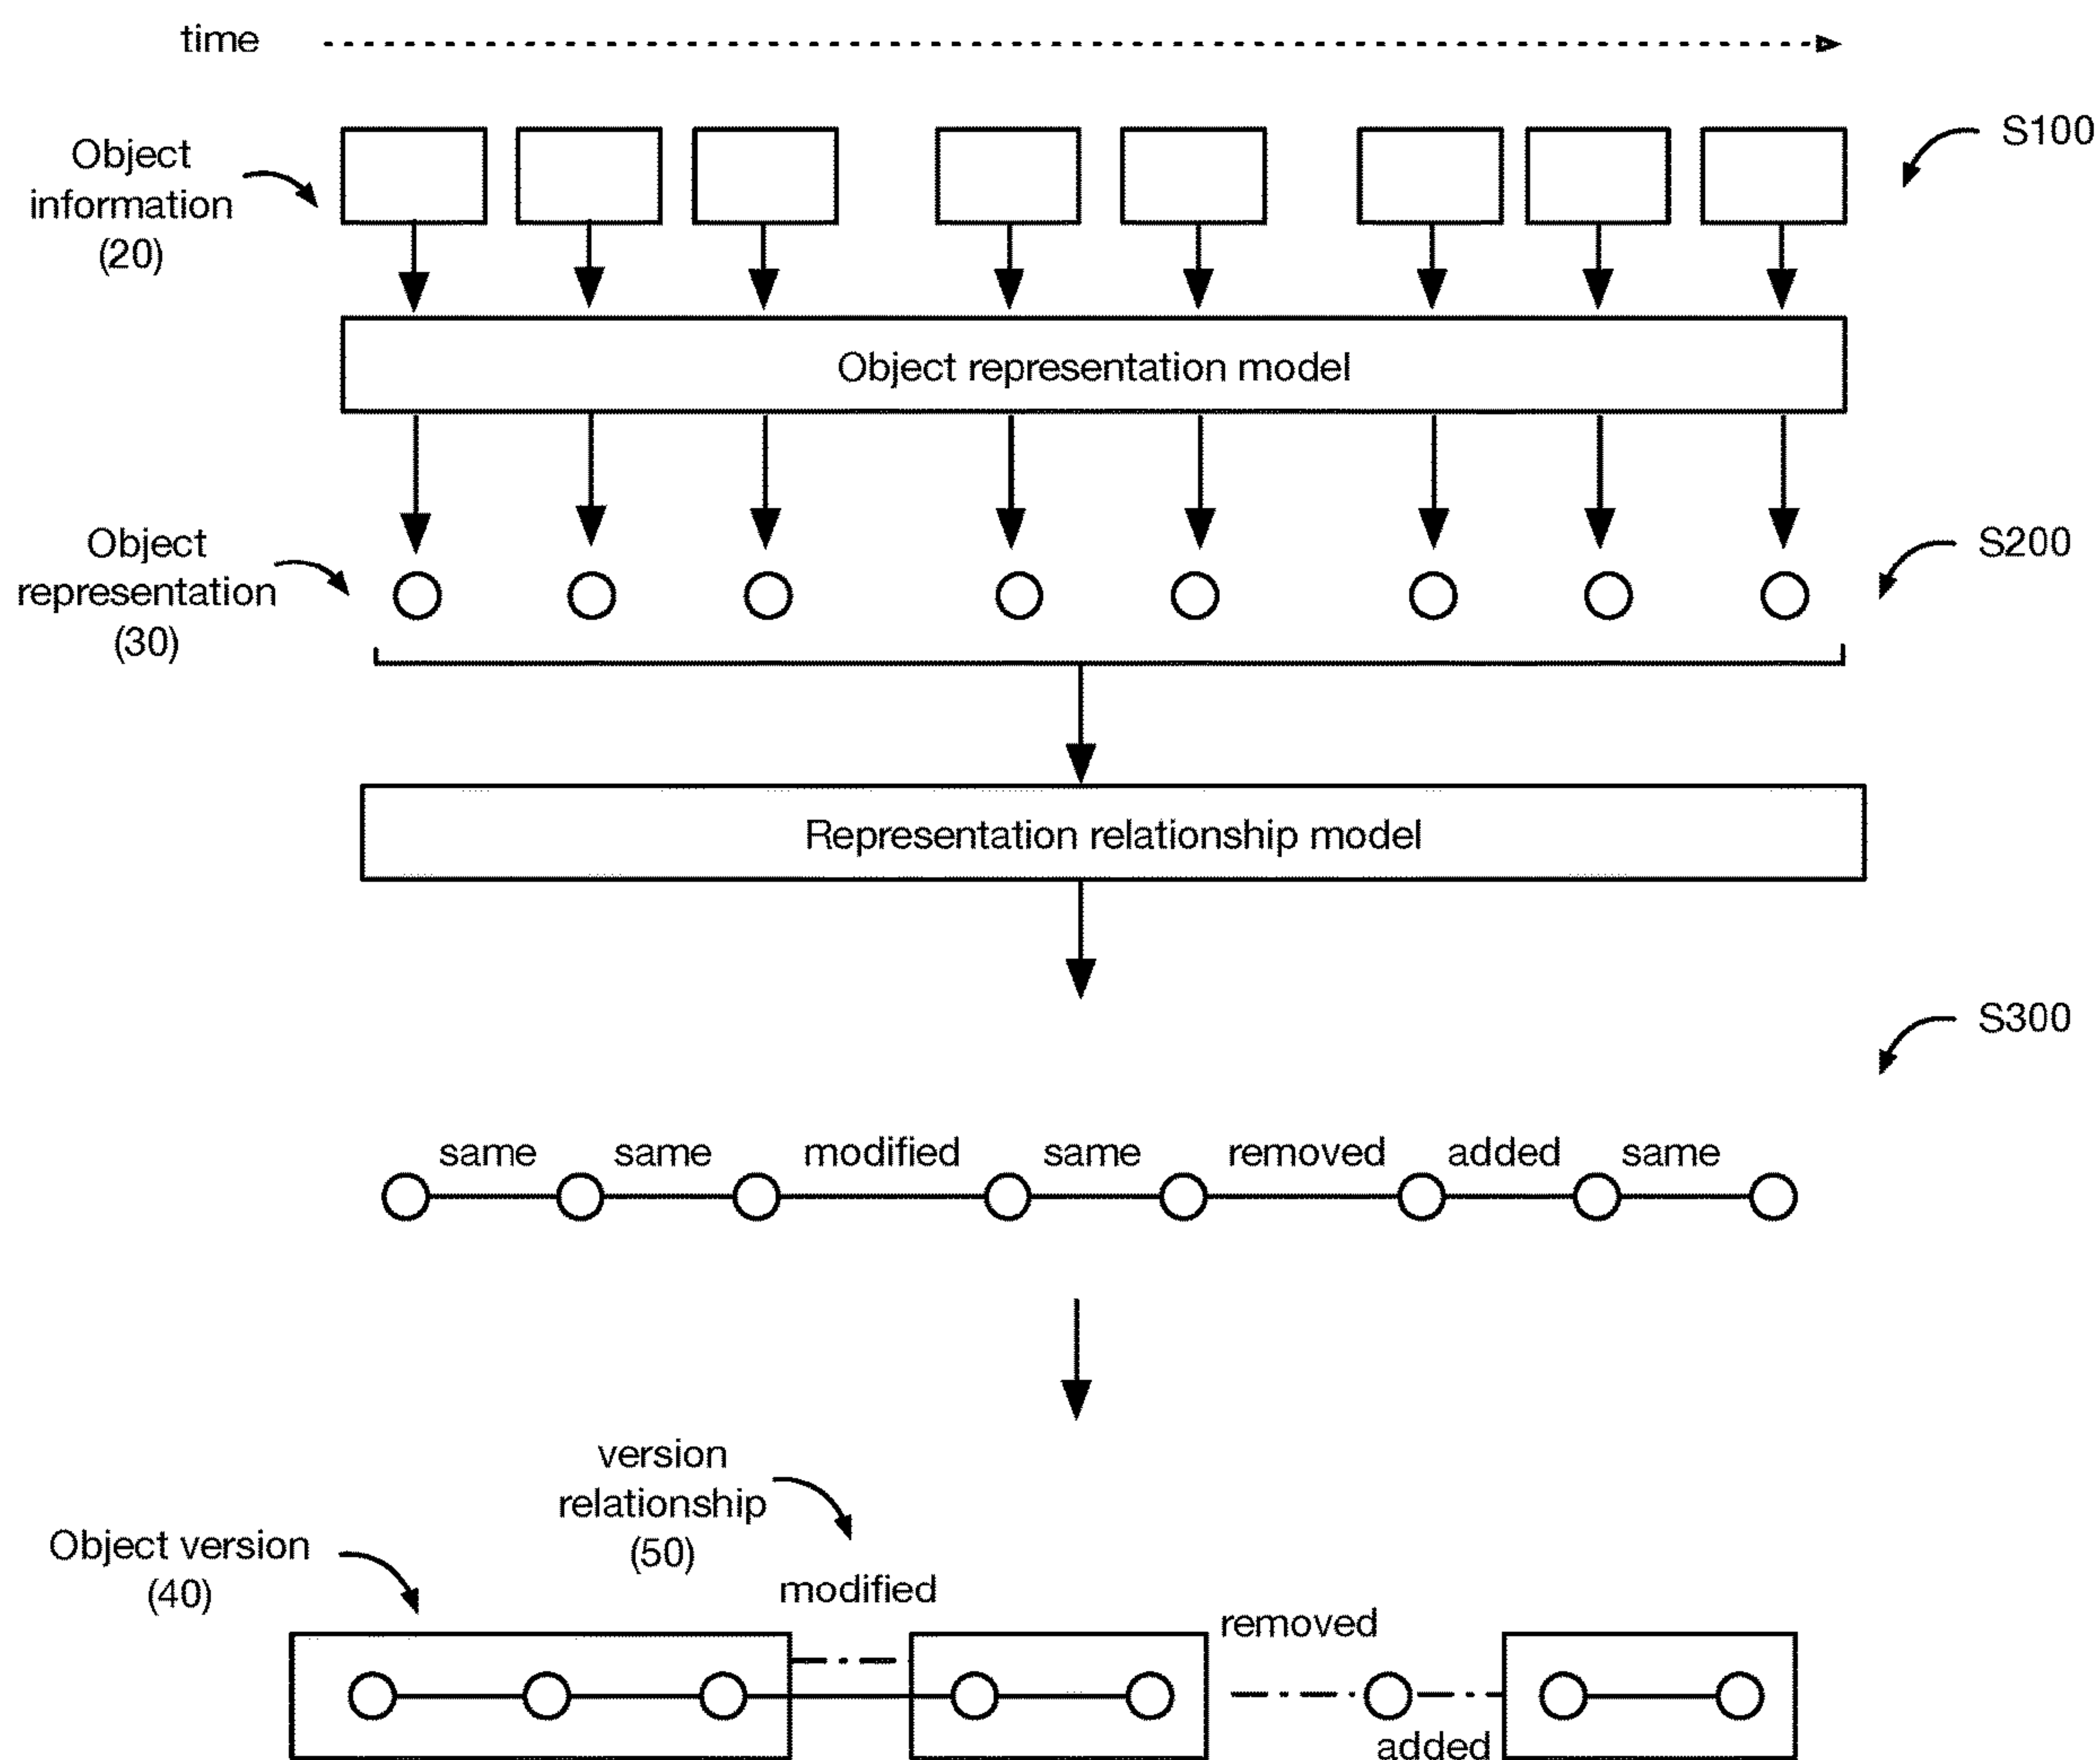 time
S100
Object
information
(20)
Object representation model
Object
representation
(30)
S200
Representation relationship model
S300
same same modified same removed added same
version
relationship
(50)
Object version
(40)
modified
removed
added